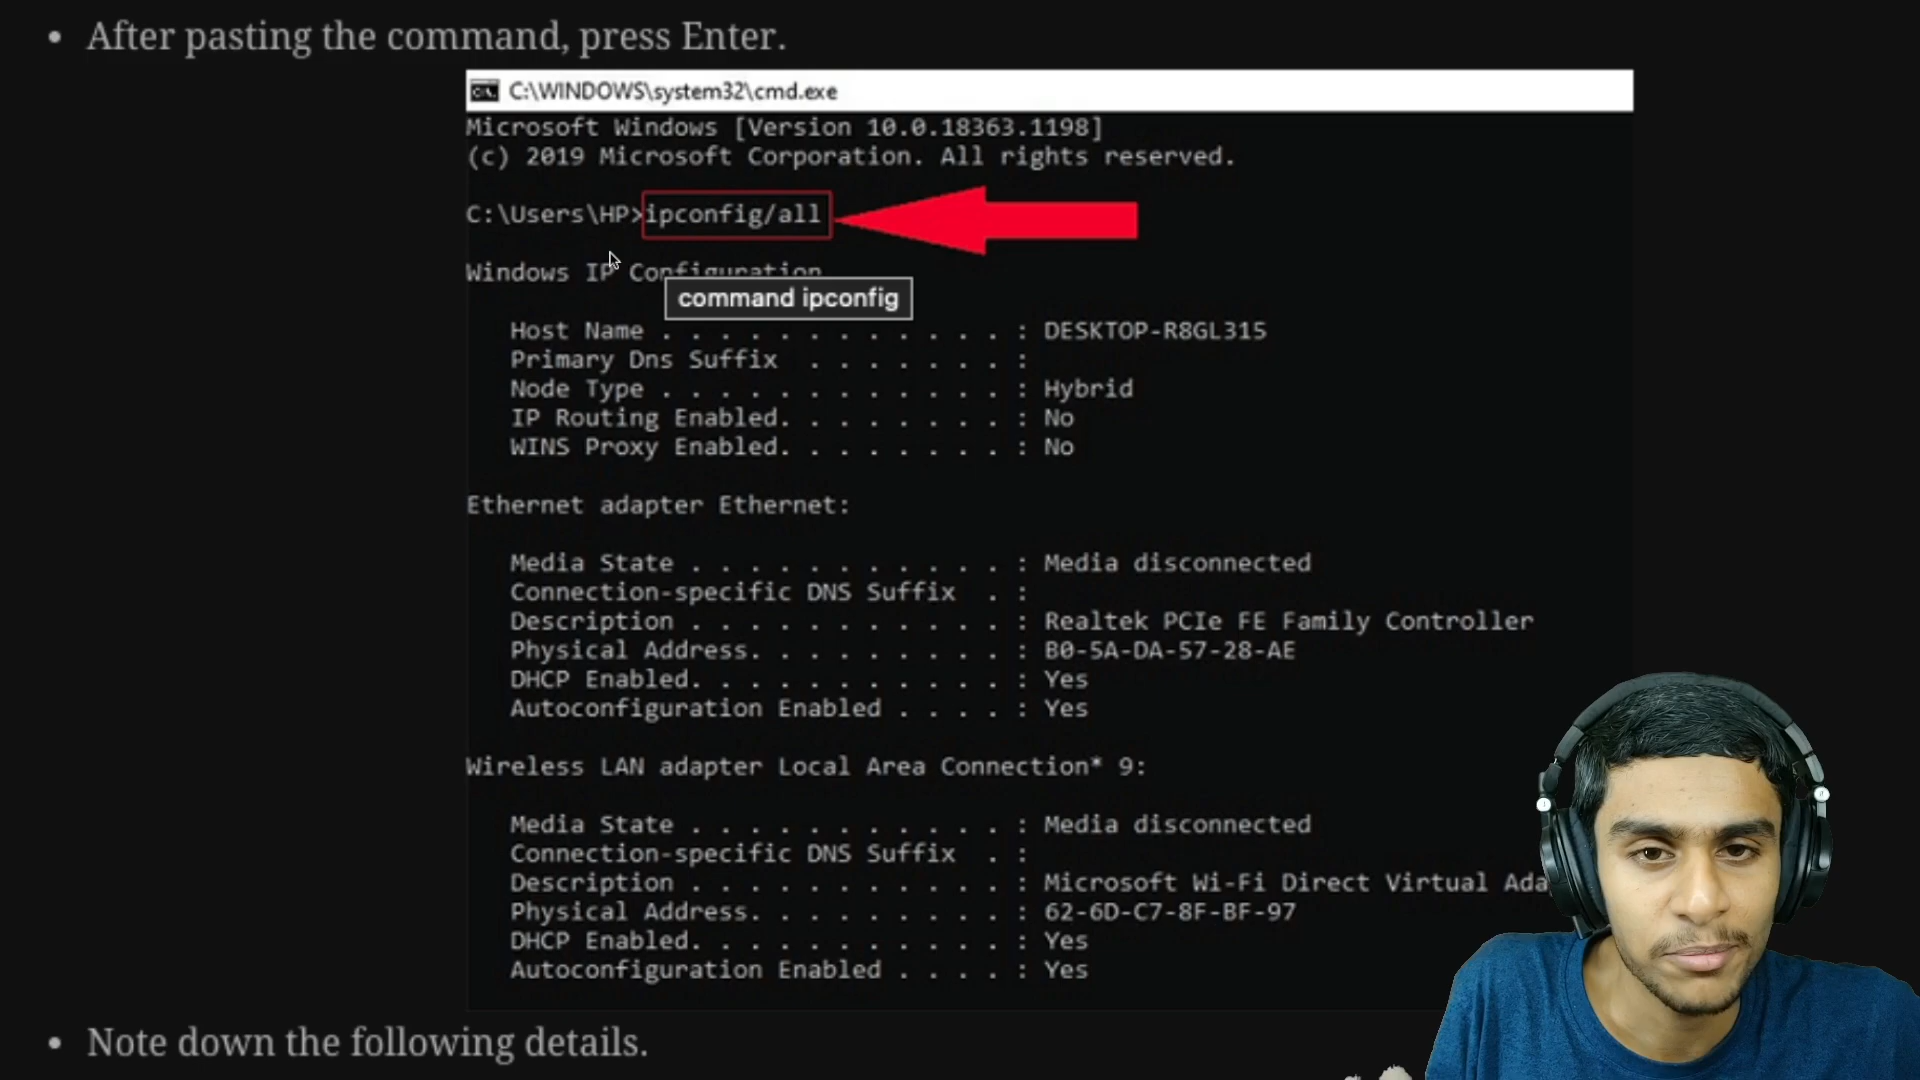 • After pasting the command, press Enter.
C:\WINDOWS\system32\cmd.exe
Microsoft Windows [Version 10.0.18363.1198]
(c) 2019 Microsoft Corporation. All rights reserved.
C:\Users\HP>ipconfig/all
Windows IP Configuration
command ipconfig
Host Name . . . . . . . . . . . . : DESKTOP-R8GL315
Primary Dns Suffix . . . . . . . :
Node Type . . . . . . . . . . . . : Hybrid
IP Routing Enabled. . . . . . . . : No
WINS Proxy Enabled. . . . . . . . : No
Ethernet adapter Ethernet:
Media State . . . . . . . . . . . : Media disconnected
Connection-specific DNS Suffix . :
Description . . . . . . . . . . . : Realtek PCIe FE Family Controller
Physical Address. . . . . . . . . : B0-5A-DA-57-28-AE
DHCP Enabled. . . . . . . . . . . : Yes
Autoconfiguration Enabled . . . . : Yes
Wireless LAN adapter Local Area Connection* 9:
Media State . . . . . . . . . . . : Media disconnected
Connection-specific DNS Suffix . :
Description . . . . . . . . . . . : Microsoft Wi-Fi Direct Virtual Ada
Physical Address. . . . . . . . . : 62-6D-C7-8F-BF-97
DHCP Enabled. . . . . . . . . . . : Yes
Autoconfiguration Enabled . . . . : Yes
• Note down the following details.